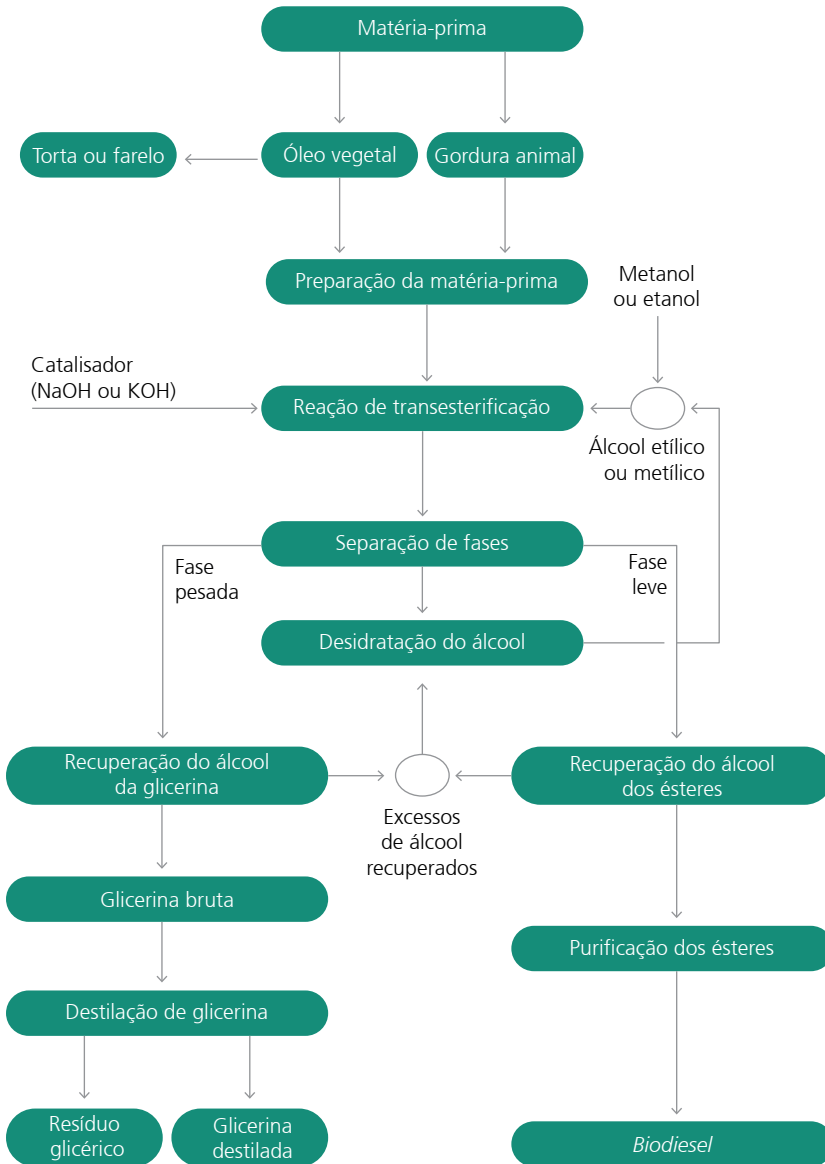 Matéria-prima
Torta ou farelo
Óleo vegetal
Gordura animal
Preparação da matéria-prima
Metanol
ou etanol
Catalisador
(NaOH ou KOH)
Reação de transesterificação
Álcool etílico
ou metílico
Separação de fases
Fase
pesada
Fase
leve
Desidratação do álcool
Recuperação do álcool
da glicerina
Excessos
de álcool
recuperados
Recuperação do álcool
dos ésteres
Glicerina bruta
Purificação dos ésteres
Destilação de glicerina
Resíduo
glicérico
Glicerina
destilada
Biodiesel